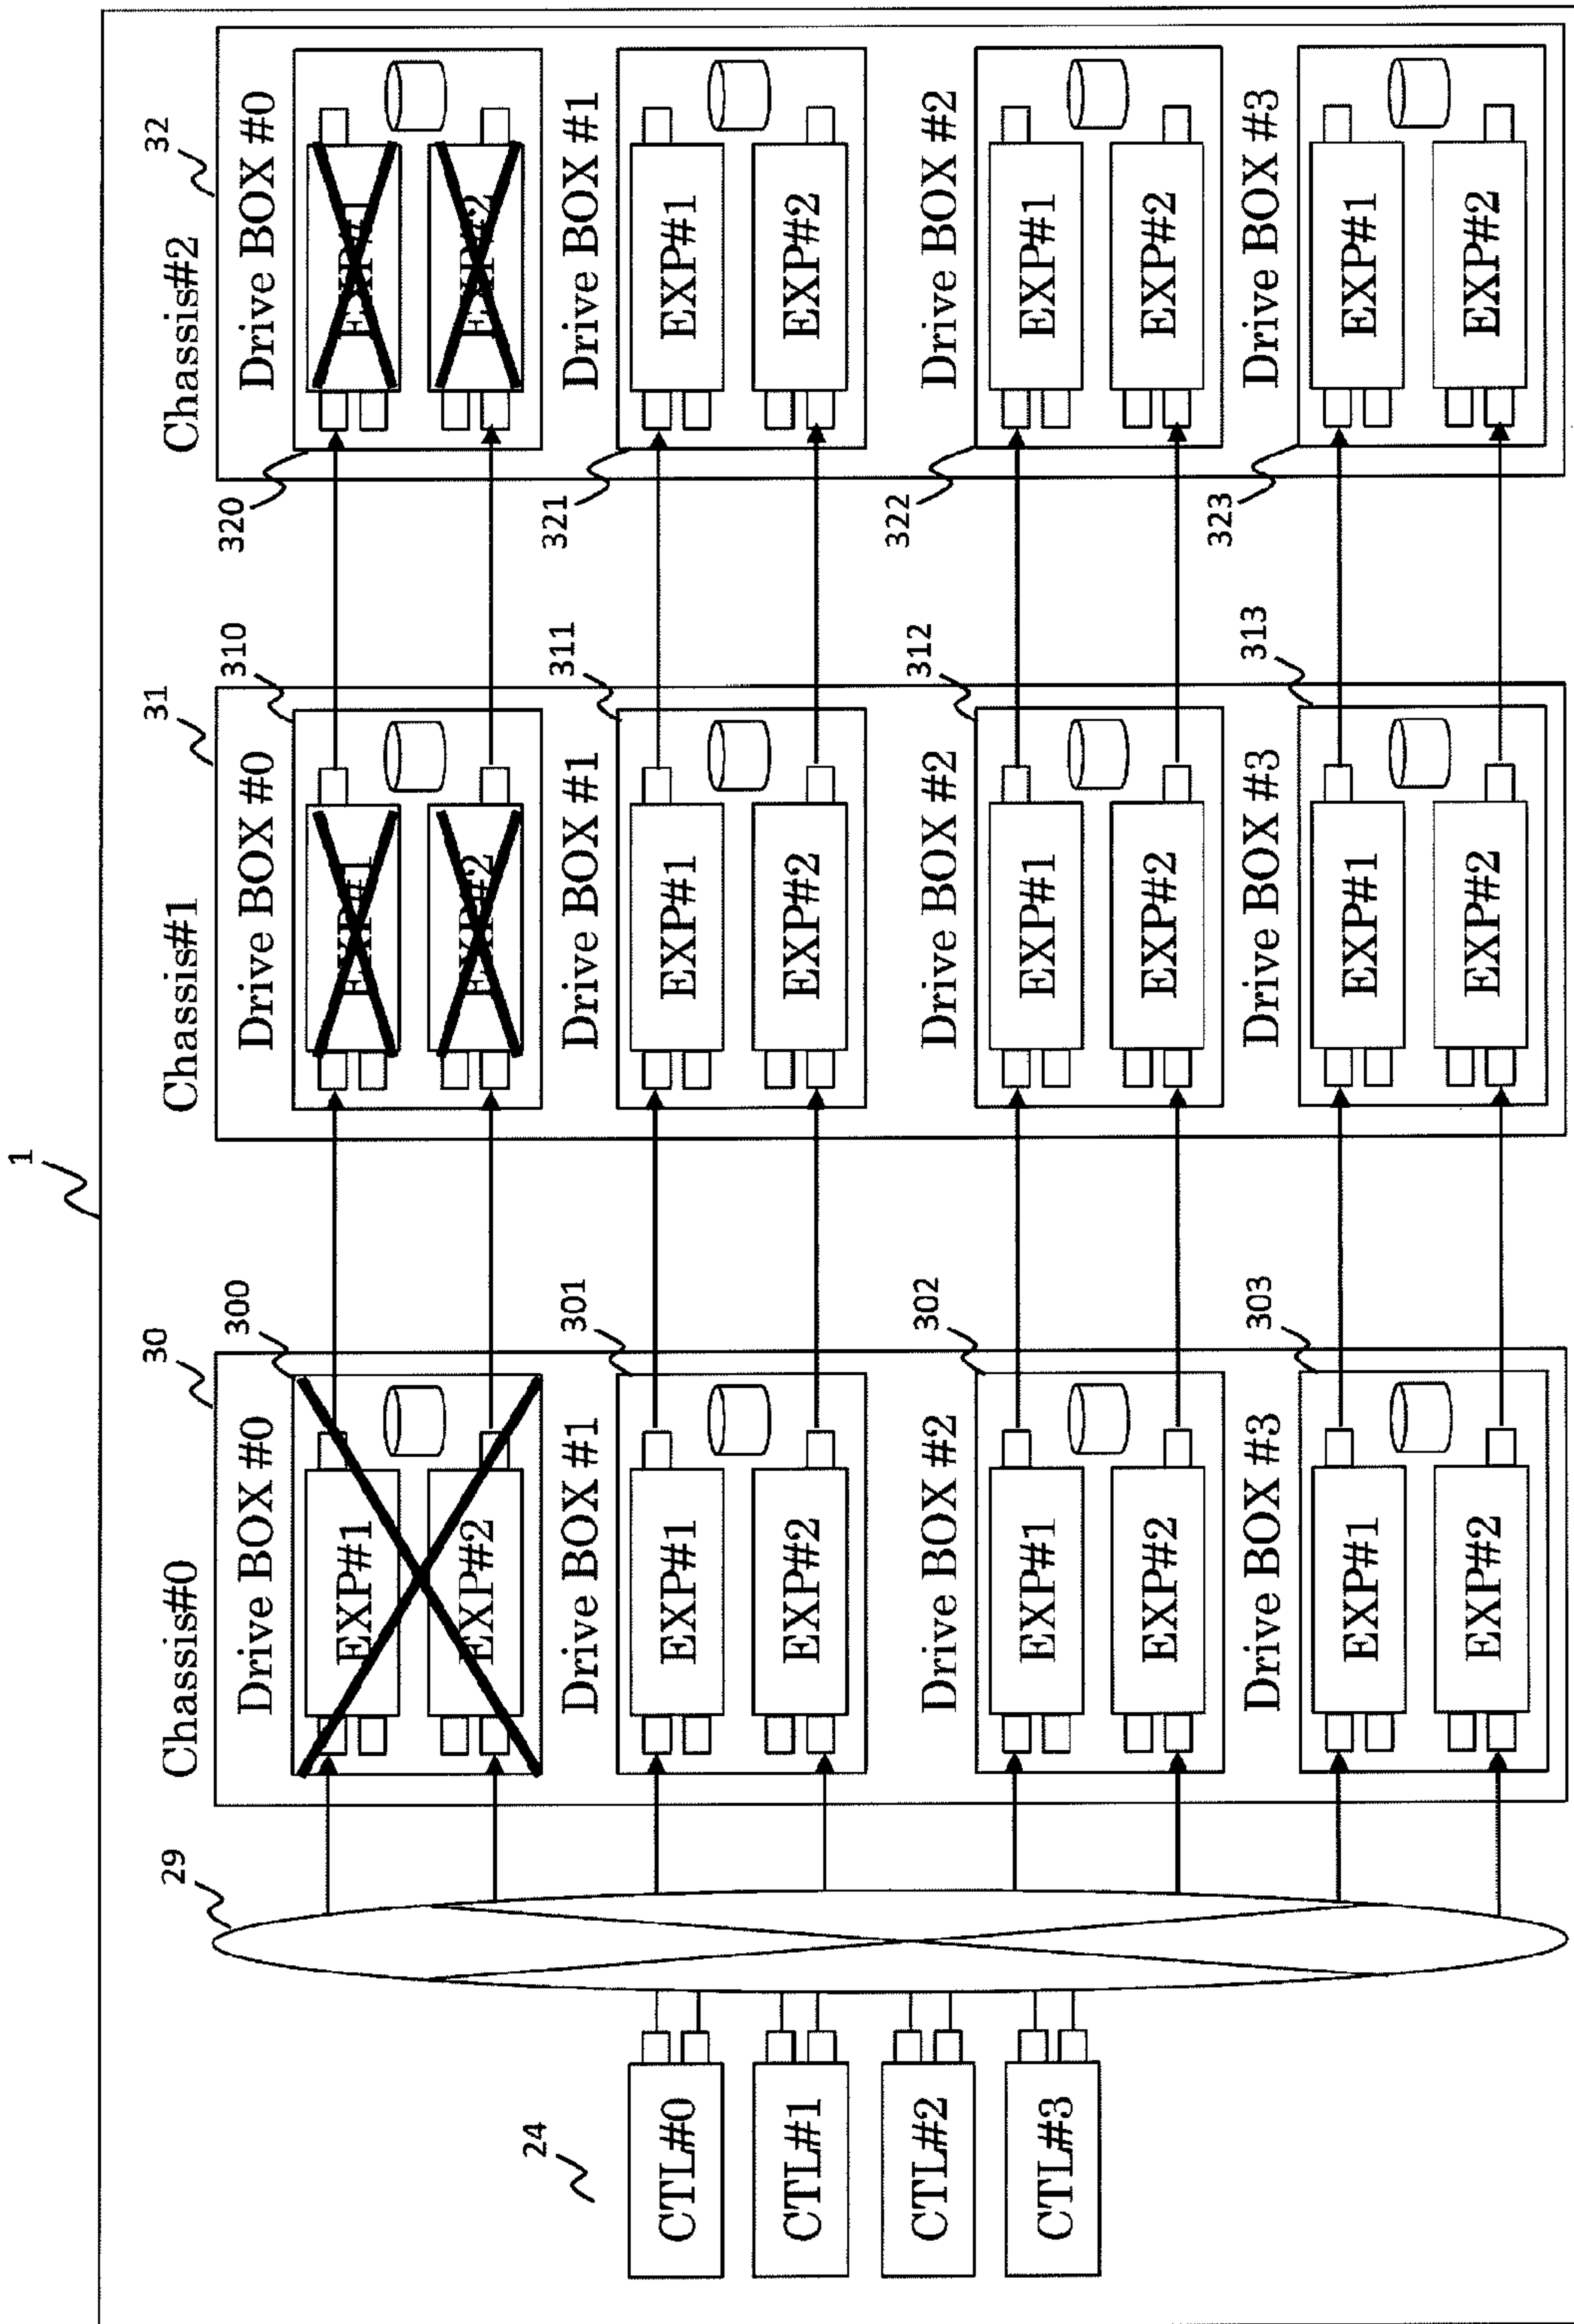 1
24
CTL#0
CTL#1
CTL#2
CTL#3
29
30
Chassis#0
Drive BOX #0
300
EXP#1
EXP#2
Drive BOX #1
301
EXP#1
EXP#2
Drive BOX #2
302
EXP#1
EXP#2
Drive BOX #3
303
EXP#1
EXP#2
31
Chassis#1
Drive BOX #0
310
Drive BOX #1
311
EXP#1
EXP#2
Drive BOX #2
312
EXP#1
EXP#2
Drive BOX #3
313
EXP#1
EXP#2
32
Chassis#2
Drive BOX #0
320
Drive BOX #1
321
EXP#1
EXP#2
Drive BOX #2
322
EXP#1
EXP#2
Drive BOX #3
323
EXP#1
EXP#2